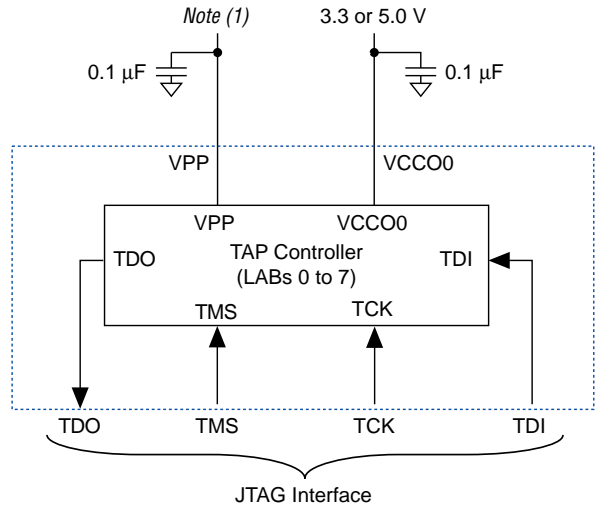 Note (1)
3.3 or 5.0 V
0.1 μF
0.1 μF
VPP
VCCO0
VPP
VCCO0
TDO
TAP Controller
TDI
(LABs 0 to 7)
TMS
TCK
TDO
TMS
TCK
TDI
JTAG Interface